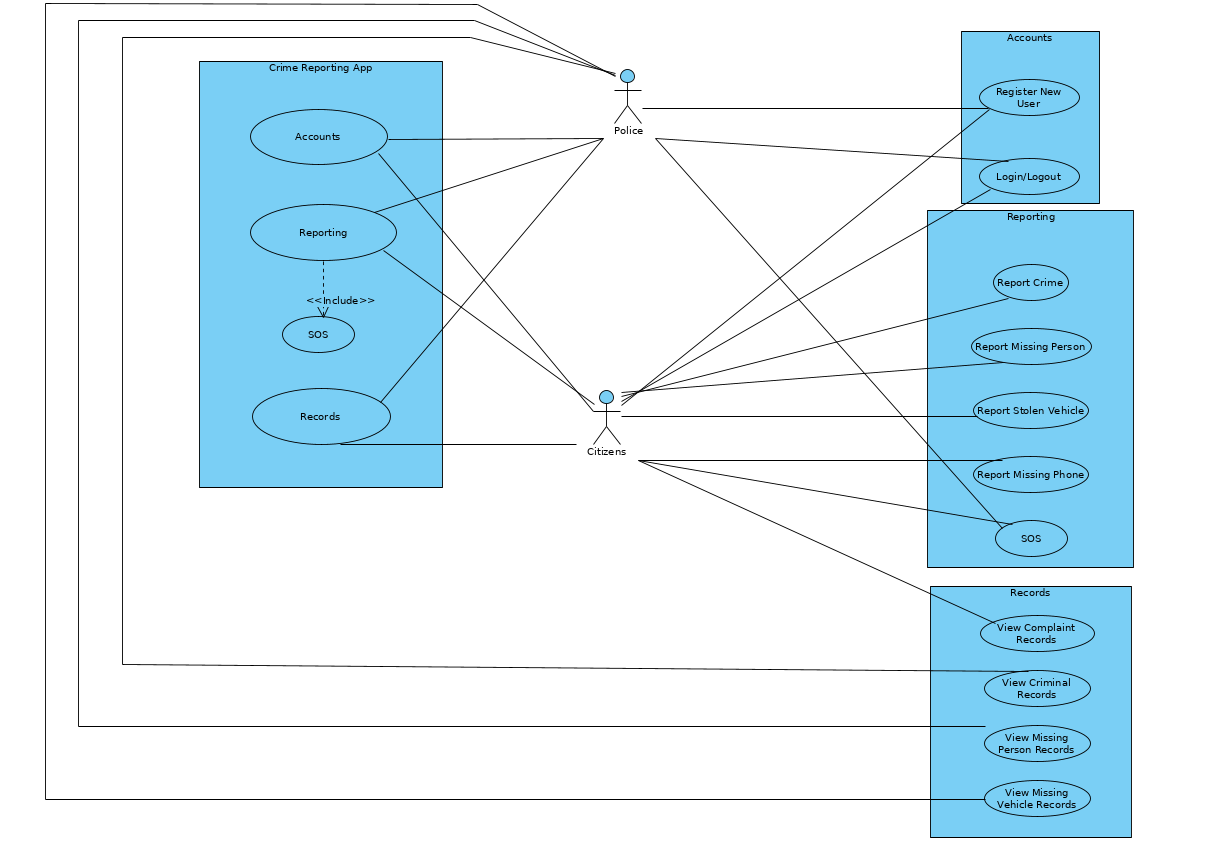 Crime Reporting App
Accounts
Reporting
<<Include>>
SOS
Records
Police
Citizens
Accounts
Register New
User
Login/Logout
Reporting
Report Crime
Report Missing Person
Report Stolen Vehicle
Report Missing Phone
SOS
Records
View Complaint
Records
View Criminal
Records
View Missing
Person Records
View Missing
Vehicle Records